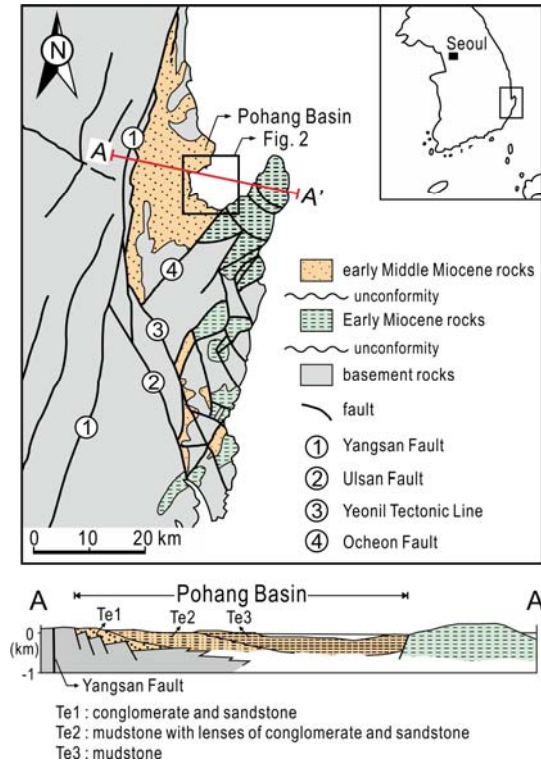 N
Seoul
Pohang Basin
Fig. 2
1
A
A'
4
3
2
1
0 10 20 km
early Middle Miocene rocks
unconformity
Early Miocene rocks
unconformity
basement rocks
fault
1 Yangsan Fault
2 Ulsan Fault
3 Yeonil Tectonic Line
4 Ocheon Fault
A Pohang Basin A
Te1 Te2 Te3
0
(km)
-1
Yangsan Fault
Te1 : conglomerate and sandstone
Te2 : mudstone with lenses of conglomerate and sandstone
Te3 : mudstone